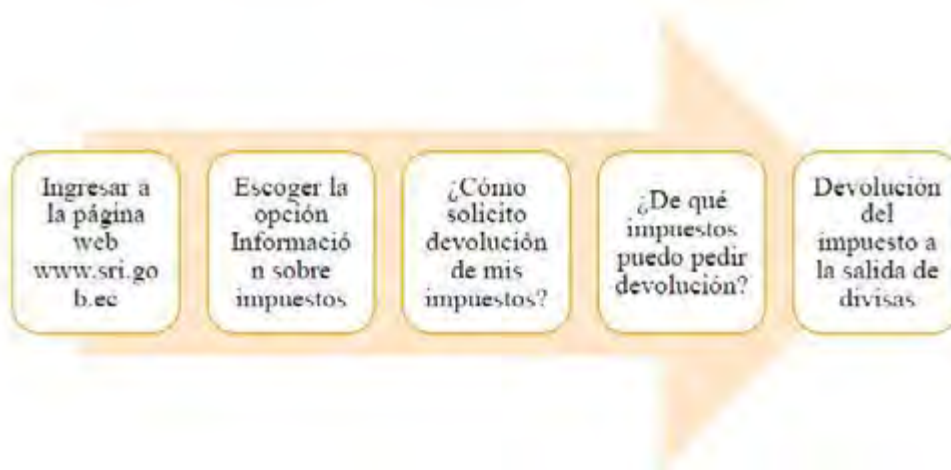 Ingresar a
la página
web
www.sri.go
b.ec
Escoger la
opción
Informació
n sobre
impuestos
¿Cómo
solicito
devolución
de mis
impuestos?
¿De qué
impuestos
puedo pedir
devolución?
Devolución
del
impuesto a
la salida de
divisas